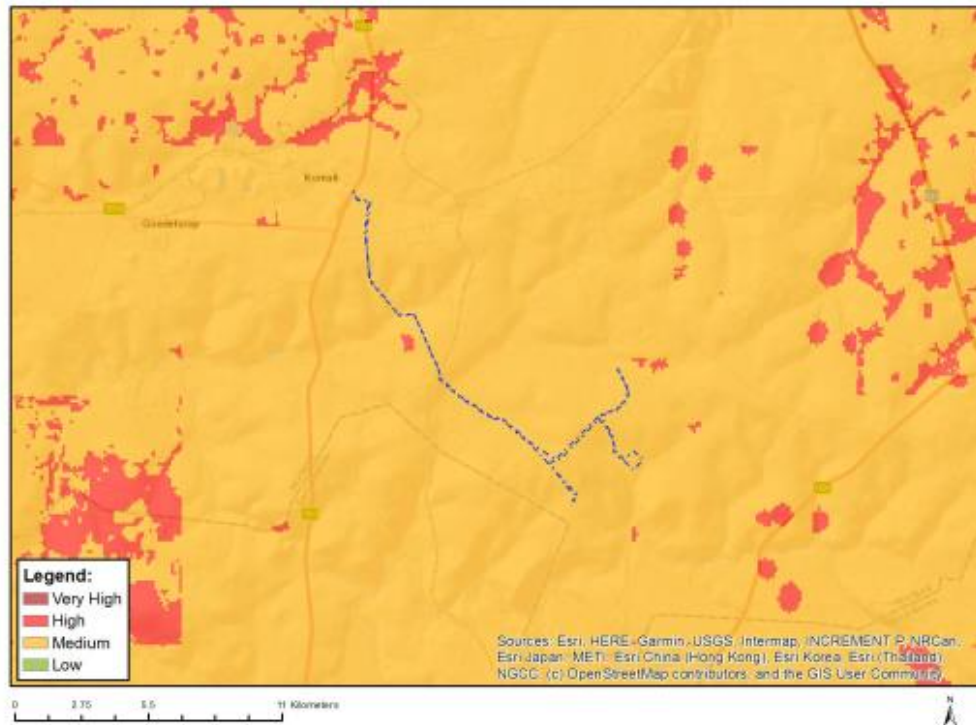 Legend:
Very High
High
Medium
Low
Sources: Esri, HERE, Garmin, USGS, Intermap, INCREMENT P, NRCan,
Esri Japan, METI, Esri China (Hong Kong), Esri Korea, Esri (Thailand),
NGCC, (c) OpenStreetMap contributors, and the GIS User Community
0 2.75 5.5 11 Kilometers
N